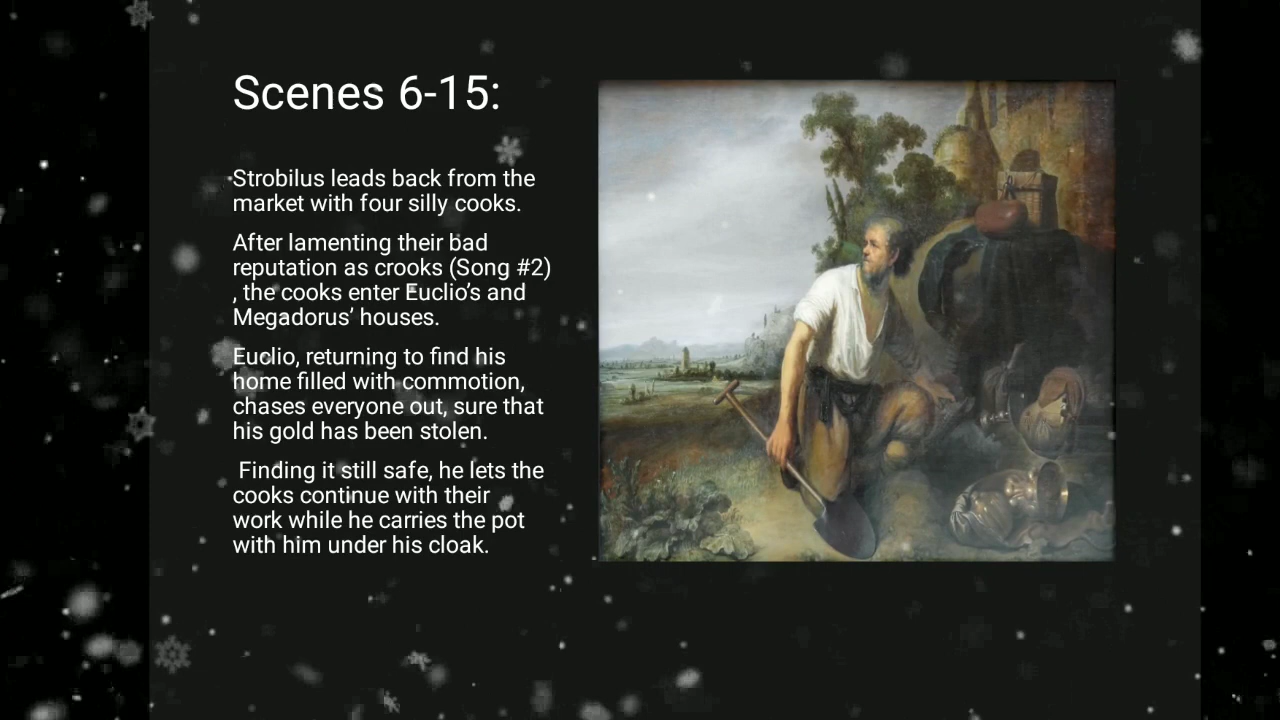 Scenes 6-15:
Strobilus leads back from the
market with four silly cooks.
After lamenting their bad
reputation as crooks (Song #2)
, the cooks enter Euclio’s and
Megadorus’ houses.
Euclio, returning to find his
home filled with commotion,
chases everyone out, sure that
his gold has been stolen.
Finding it still safe, he lets the
cooks continue with their
work while he carries the pot
with him under his cloak.